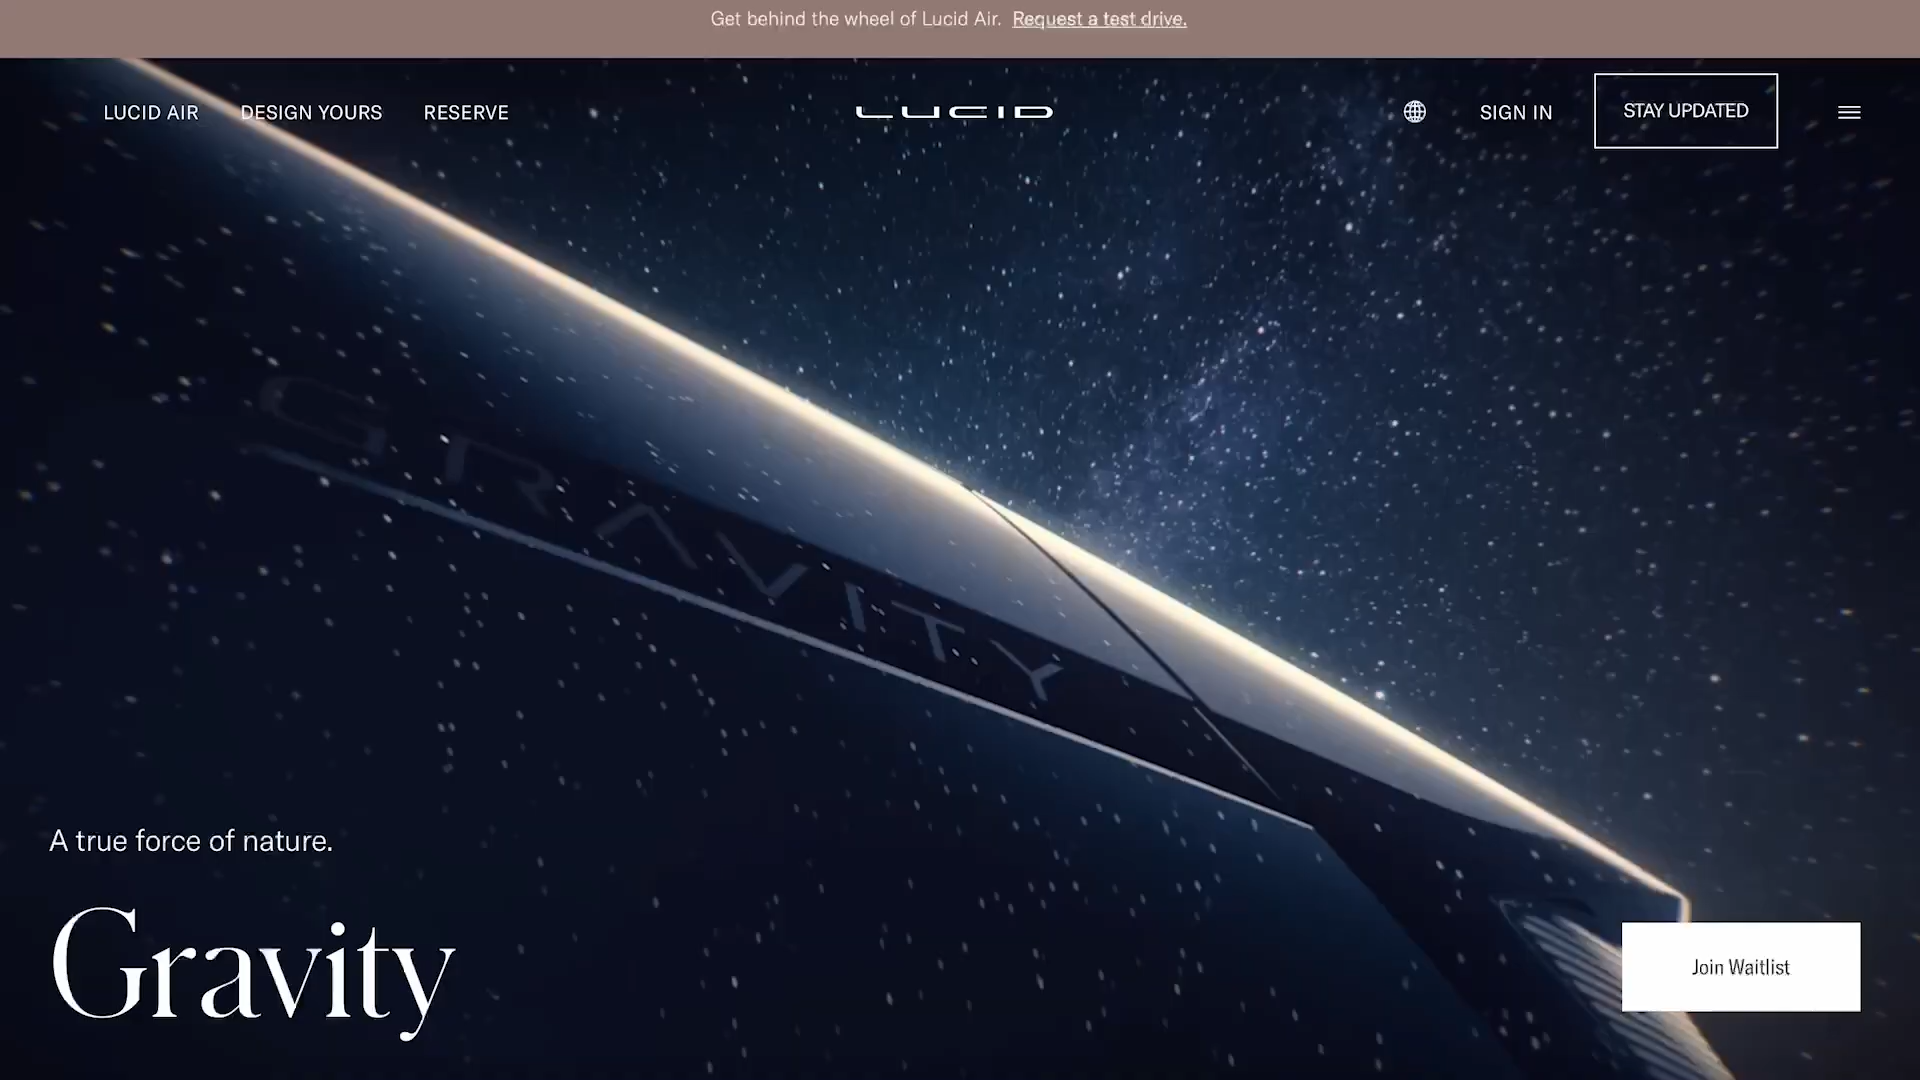 Get behind the wheel of Lucid Air. Request a test drive.
LUCID AIR
DESIGN YOURS
RESERVE
LUCID
SIGN IN
STAY UPDATED
GRAVITY
A true force of nature.
Gravity
Join Waitlist